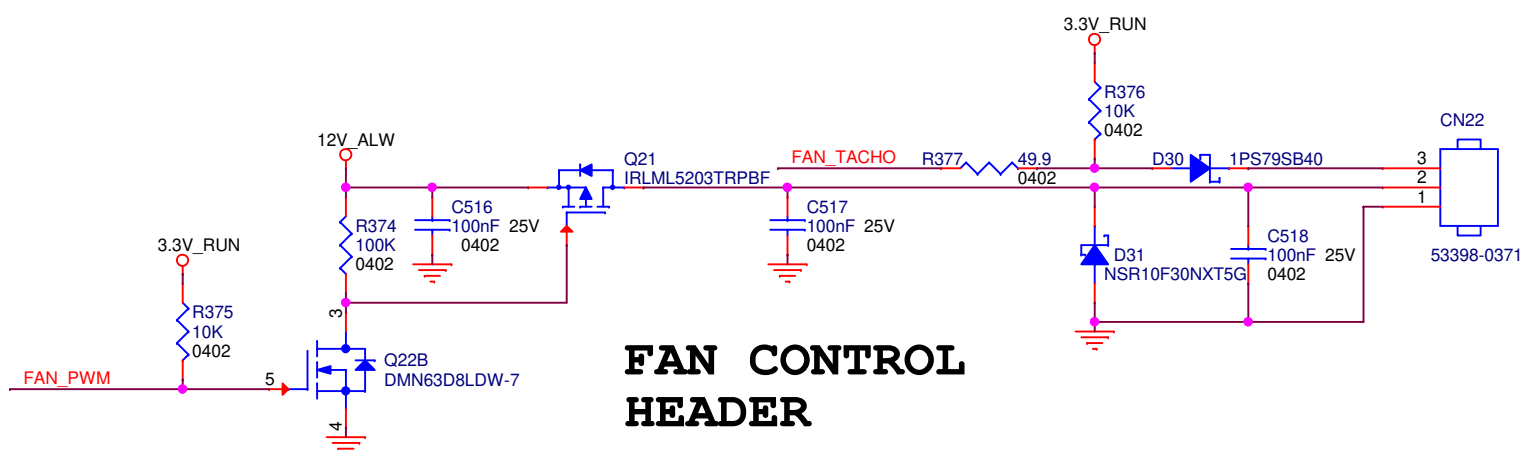 3.3V_RUN
R376
10K
0402
CN22
12V_ALW
Q21
IRLML5203TRPBF
FAN_TACHO
R377
49.9
0402
D30
1PS79SB40
3
2
1
R374
100K
0402
C516
100nF 25V
0402
C517
100nF 25V
0402
D31
NSR10F30NXT5G
C518
100nF 25V
0402
53398-0371
3.3V_RUN
R375
10K
0402
3
Q22B
DMN63D8LDW-7
FAN_PWM
5
4
FAN CONTROL
HEADER